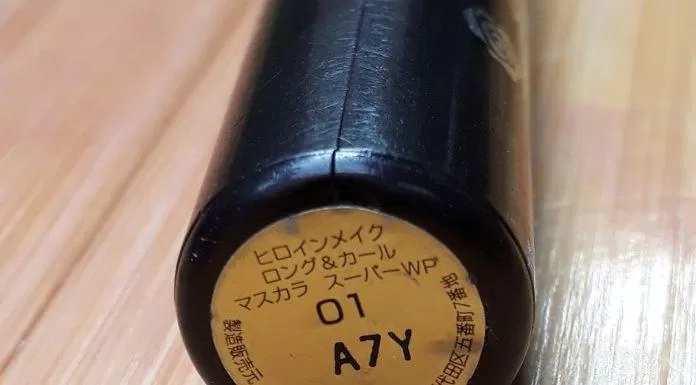 ヒロインメイク
ロング&カール
マスカラ スーパーWP
01
A7Y
製造販売元
代田区五番町7番地